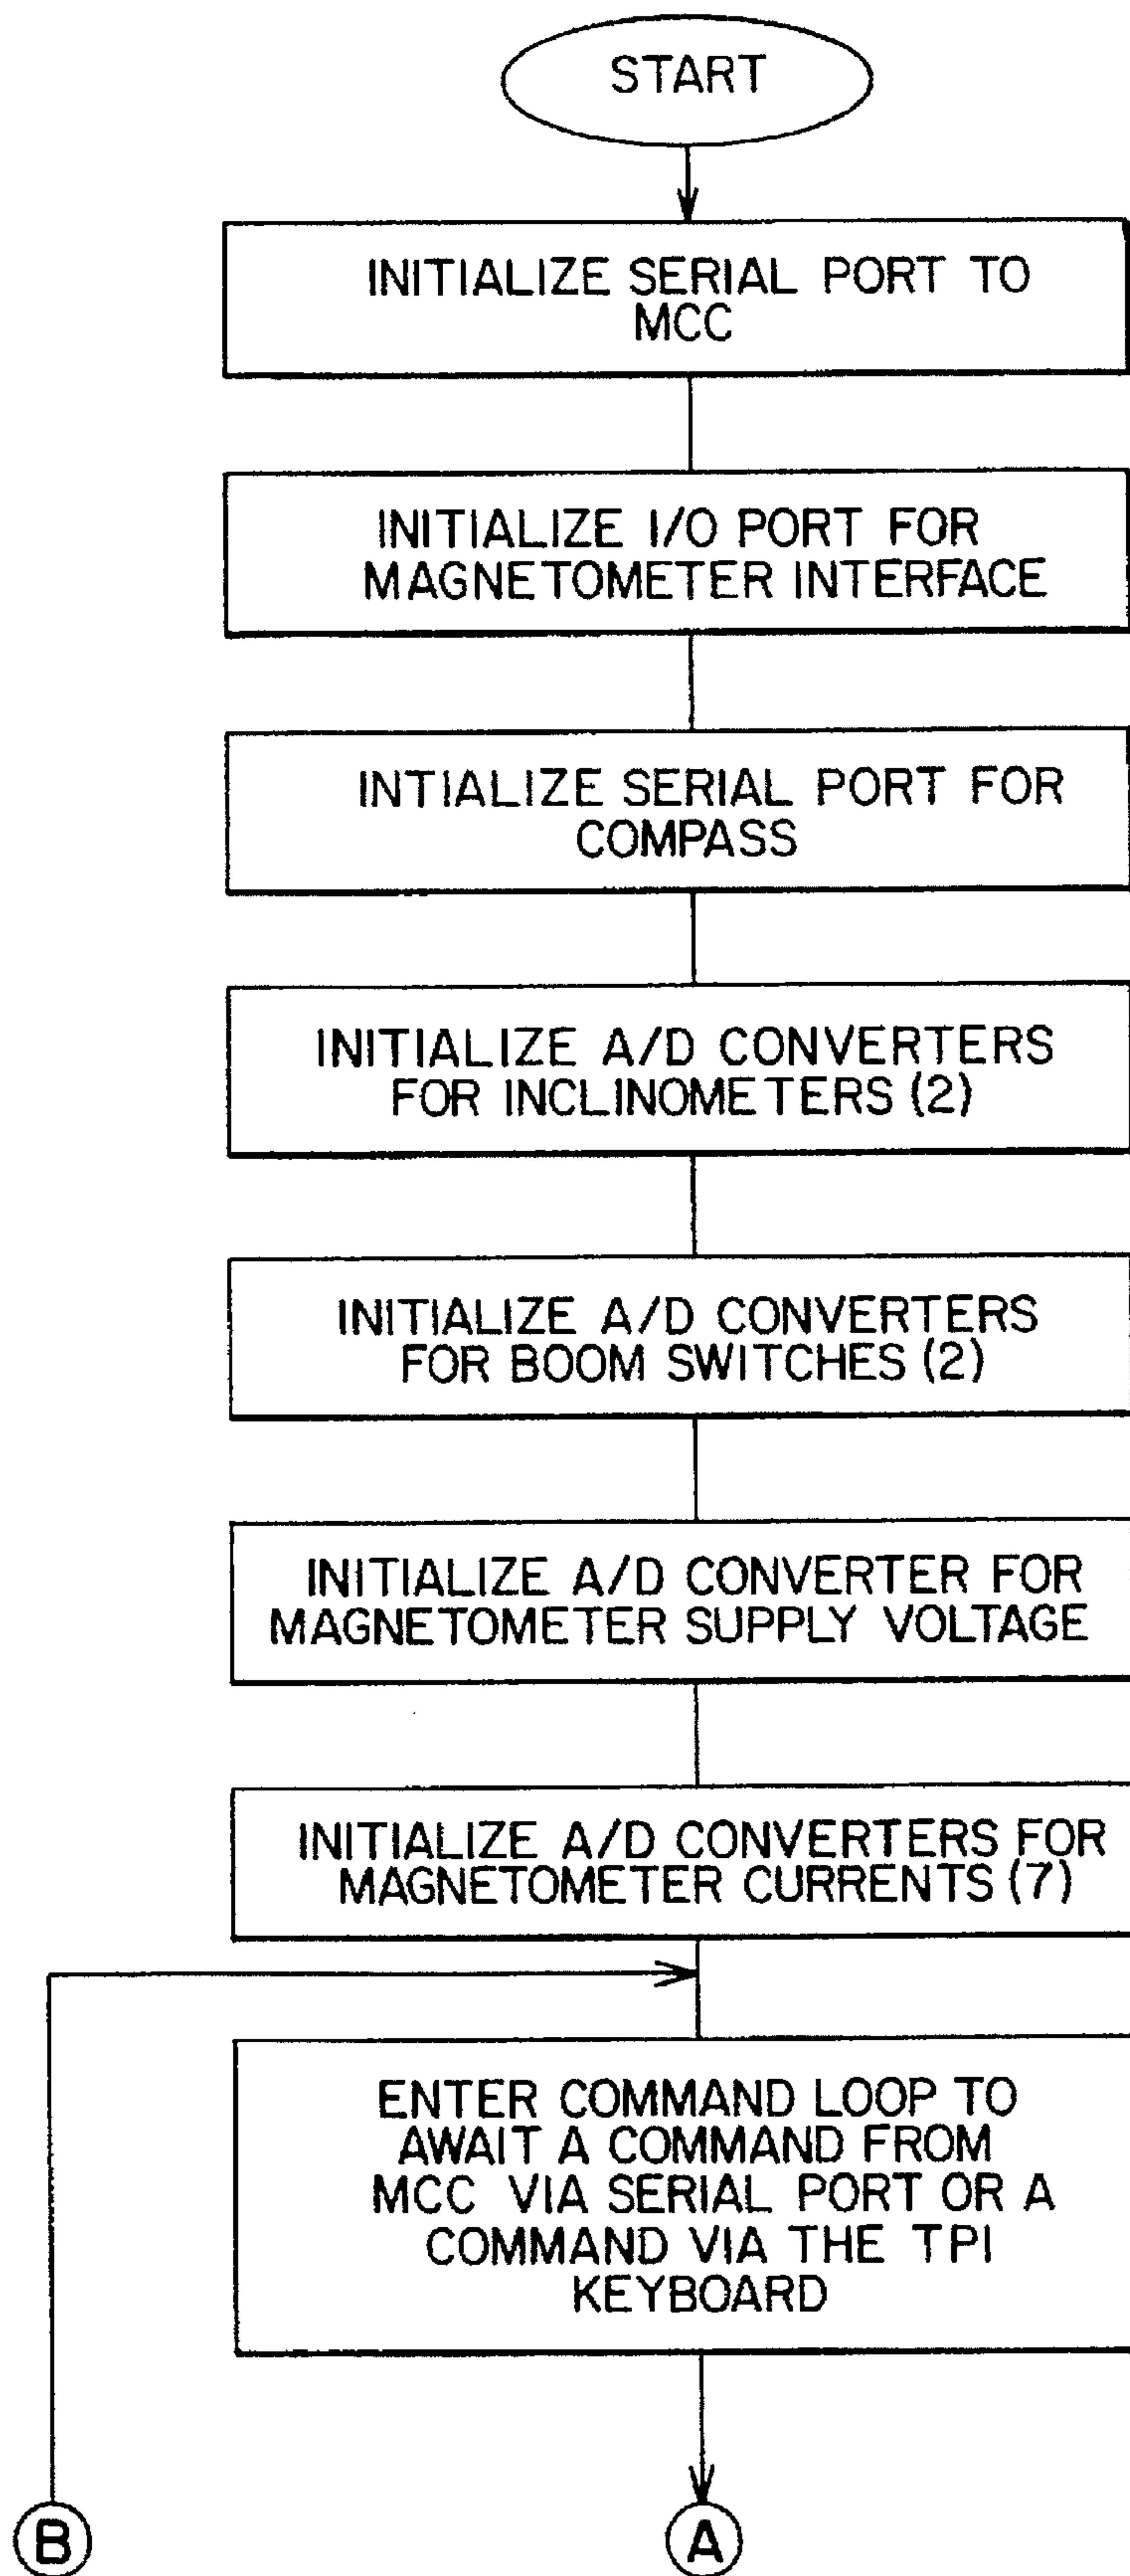 START
INITIALIZE SERIAL PORT TO
MCC
INITIALIZE I/O PORT FOR
MAGNETOMETER INTERFACE
INTIALIZE SERIAL PORT FOR
COMPASS
INITIALIZE A/D CONVERTERS
FOR INCLINOMETERS (2)
INITIALIZE A/D CONVERTERS
FOR BOOM SWITCHES (2)
INITIALIZE A/D CONVERTER FOR
MAGNETOMETER SUPPLY VOLTAGE
INITIALIZE A/D CONVERTERS FOR
MAGNETOMETER CURRENTS (7)
ENTER COMMAND LOOP TO
AWAIT A COMMAND FROM
MCC VIA SERIAL PORT OR A
COMMAND VIA THE TPI
KEYBOARD
B
A